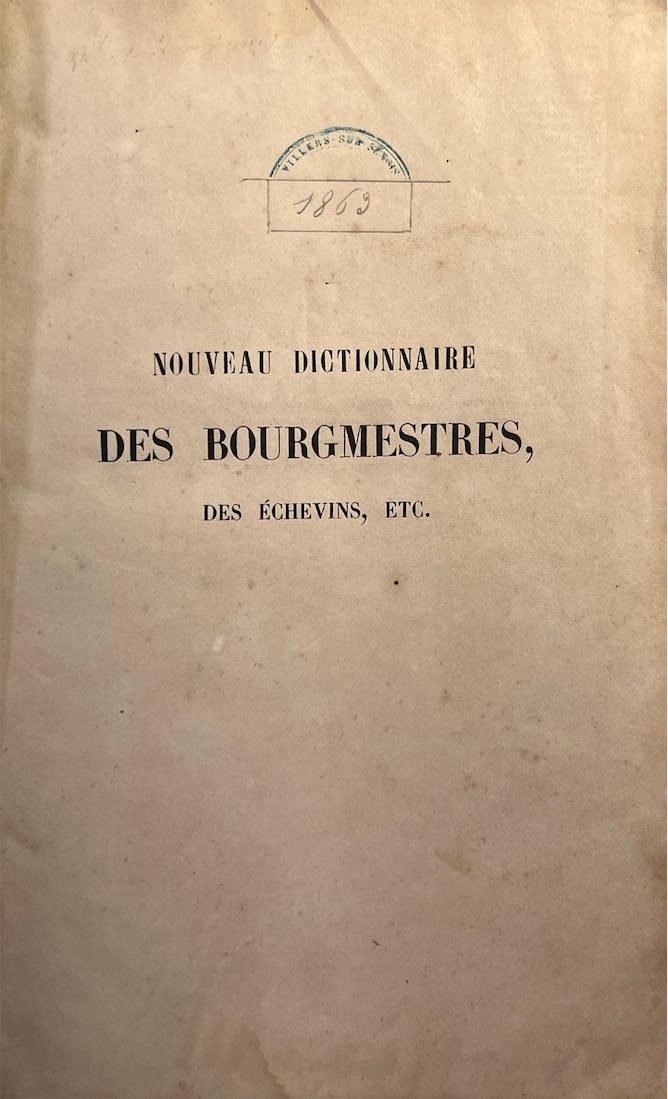 VILLERS-SUR-SEMOIS
1863
NOUVEAU DICTIONNAIRE
DES BOURGMESTRES,
DES ÉCHEVINS, ETC.